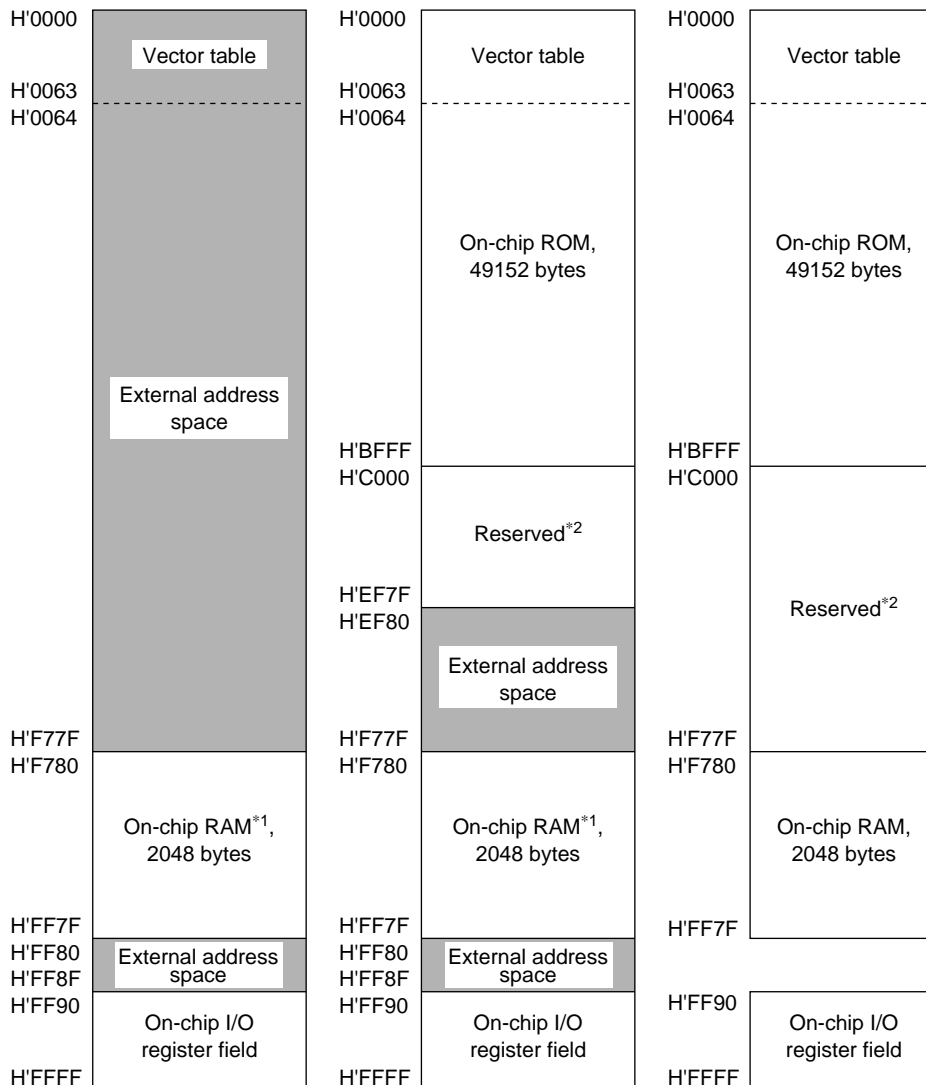 H'0000
Vector table
H'0063
H'0064
External address
space
H'F77F
H'F780
On-chip RAM*1,
2048 bytes
H'FF7F
H'FF80
External address
space
H'FF8F
H'FF90
On-chip I/O
register field
H'FFFF
H'0000
Vector table
H'0063
H'0064
On-chip ROM,
49152 bytes
H'BFFF
H'C000
Reserved*2
H'EF7F
H'EF80
External address
space
H'F77F
H'F780
On-chip RAM*1,
2048 bytes
H'FF7F
H'FF80
External address
space
H'FF8F
H'FF90
On-chip I/O
register field
H'FFFF
H'0000
Vector table
H'0063
H'0064
On-chip ROM,
49152 bytes
H'BFFF
H'C000
Reserved*2
H'F77F
H'F780
On-chip RAM,
2048 bytes
H'FF7F
H'FF90
On-chip I/O
register field
H'FFFF